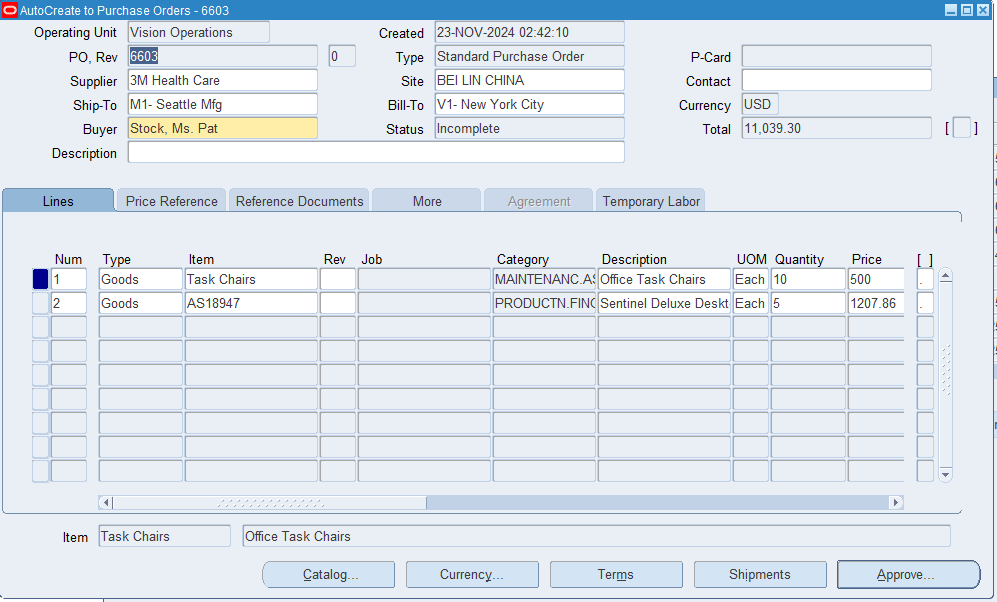 AutoCreate to Purchase Orders - 6603
Operating Unit Vision Operations Created 23-NOV-2024 02:42:10
PO, Rev 6603 0 Type Standard Purchase Order P-Card
Supplier 3M Health Care Site BEI LIN CHINA Contact
Ship-To M1- Seattle Mfg Bill-To V1- New York City Currency USD
Buyer Stock, Ms. Pat Status Incomplete Total 11,039.30 [ ]
Description
Lines Price Reference Reference Documents More Agreement Temporary Labor
Num Type Item Rev Job Category Description UOM Quantity Price [ ]
1 Goods Task Chairs MAINTENANC.AS Office Task Chairs Each 10 500 .
2 Goods AS18947 PRODUCTN.FINC Sentinel Deluxe Deskt Each 5 1207.86 .
Item Task Chairs Office Task Chairs
Catalog... Currency... Terms Shipments Approve...